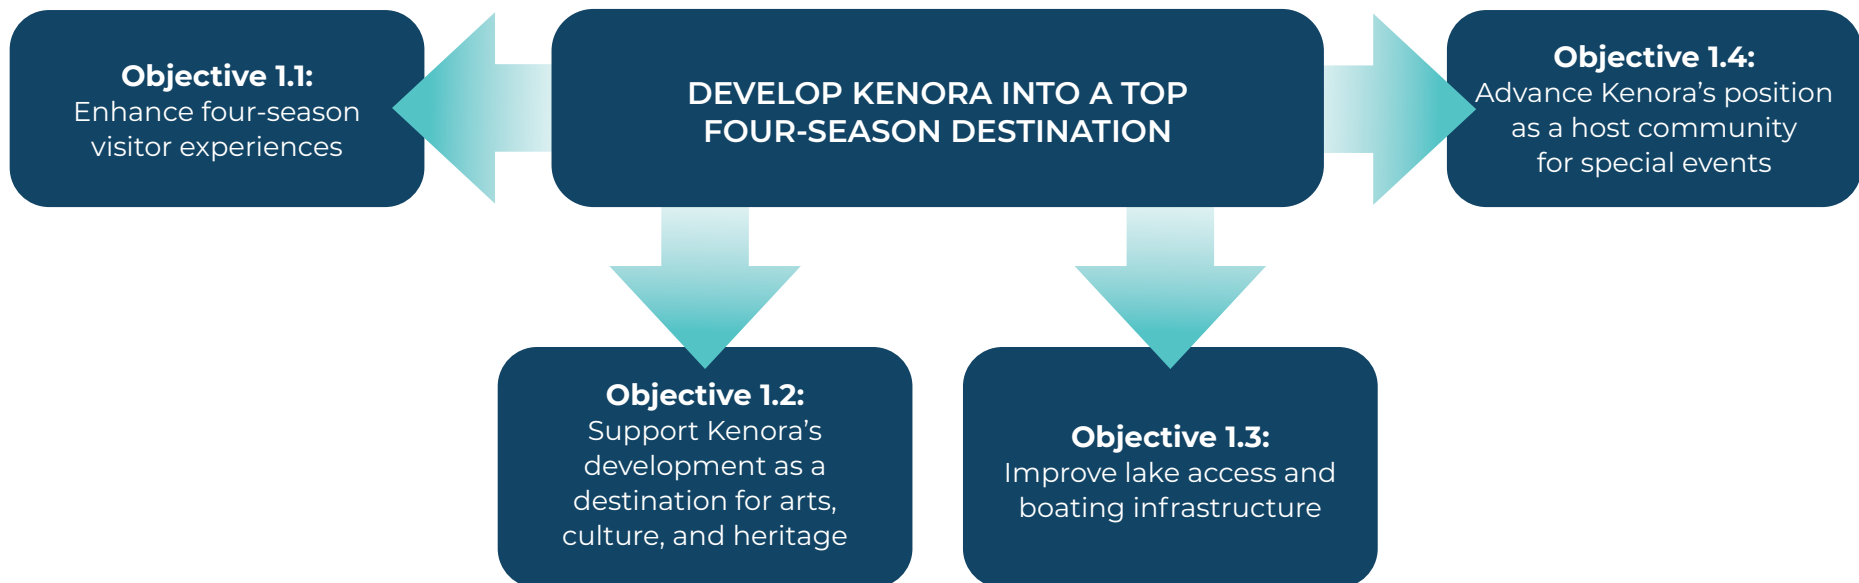 DEVELOP KENORA INTO A TOP
FOUR-SEASON DESTINATION
Objective 1.1:
Enhance four-season
visitor experiences
Objective 1.2:
Support Kenora’s
development as a
destination for arts,
culture, and heritage
Objective 1.3:
Improve lake access and
boating infrastructure
Objective 1.4:
Advance Kenora’s position
as a host community
for special events